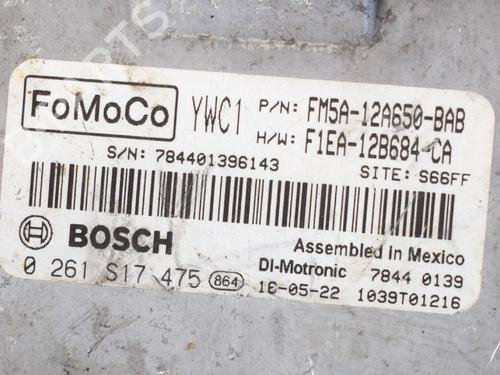 FoMoCo YWC1 P/N: FM5A-12A650-BAB
H/W: F1EA-12B684-CA
S/N: 784401396143 SITE: S66FF
BOSCH Assembled in Mexico
DI-Motronic 7844 0139
0 261 S17 475 864 16-05-22 1039T01216